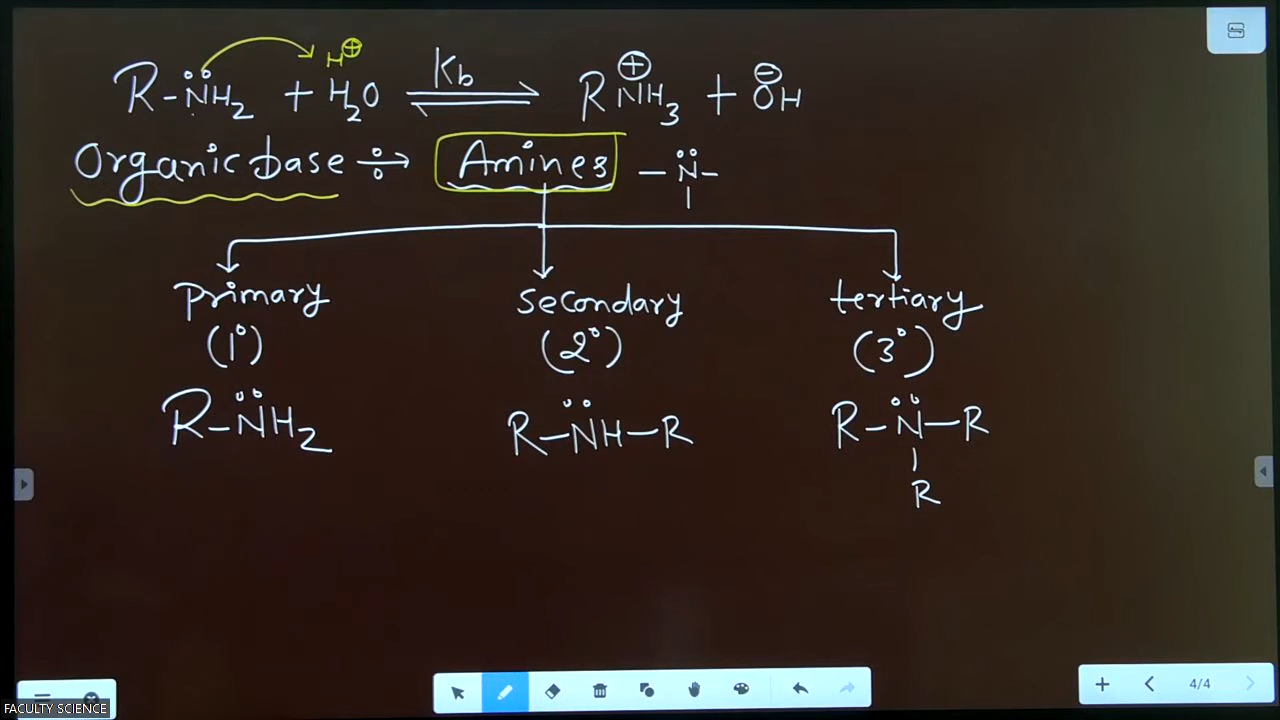 H⊕
R-N̈H₂ + H₂O ⇌ Kb RN⊕H₃ + ⊖OH
Organic base ÷→ Amines -N̈-
primary secondary tertiary
(1°) (2°) (3°)
R-N̈H₂ R-N̈H-R R-N̈-R
R
4/4
FACULTY SCIENCE